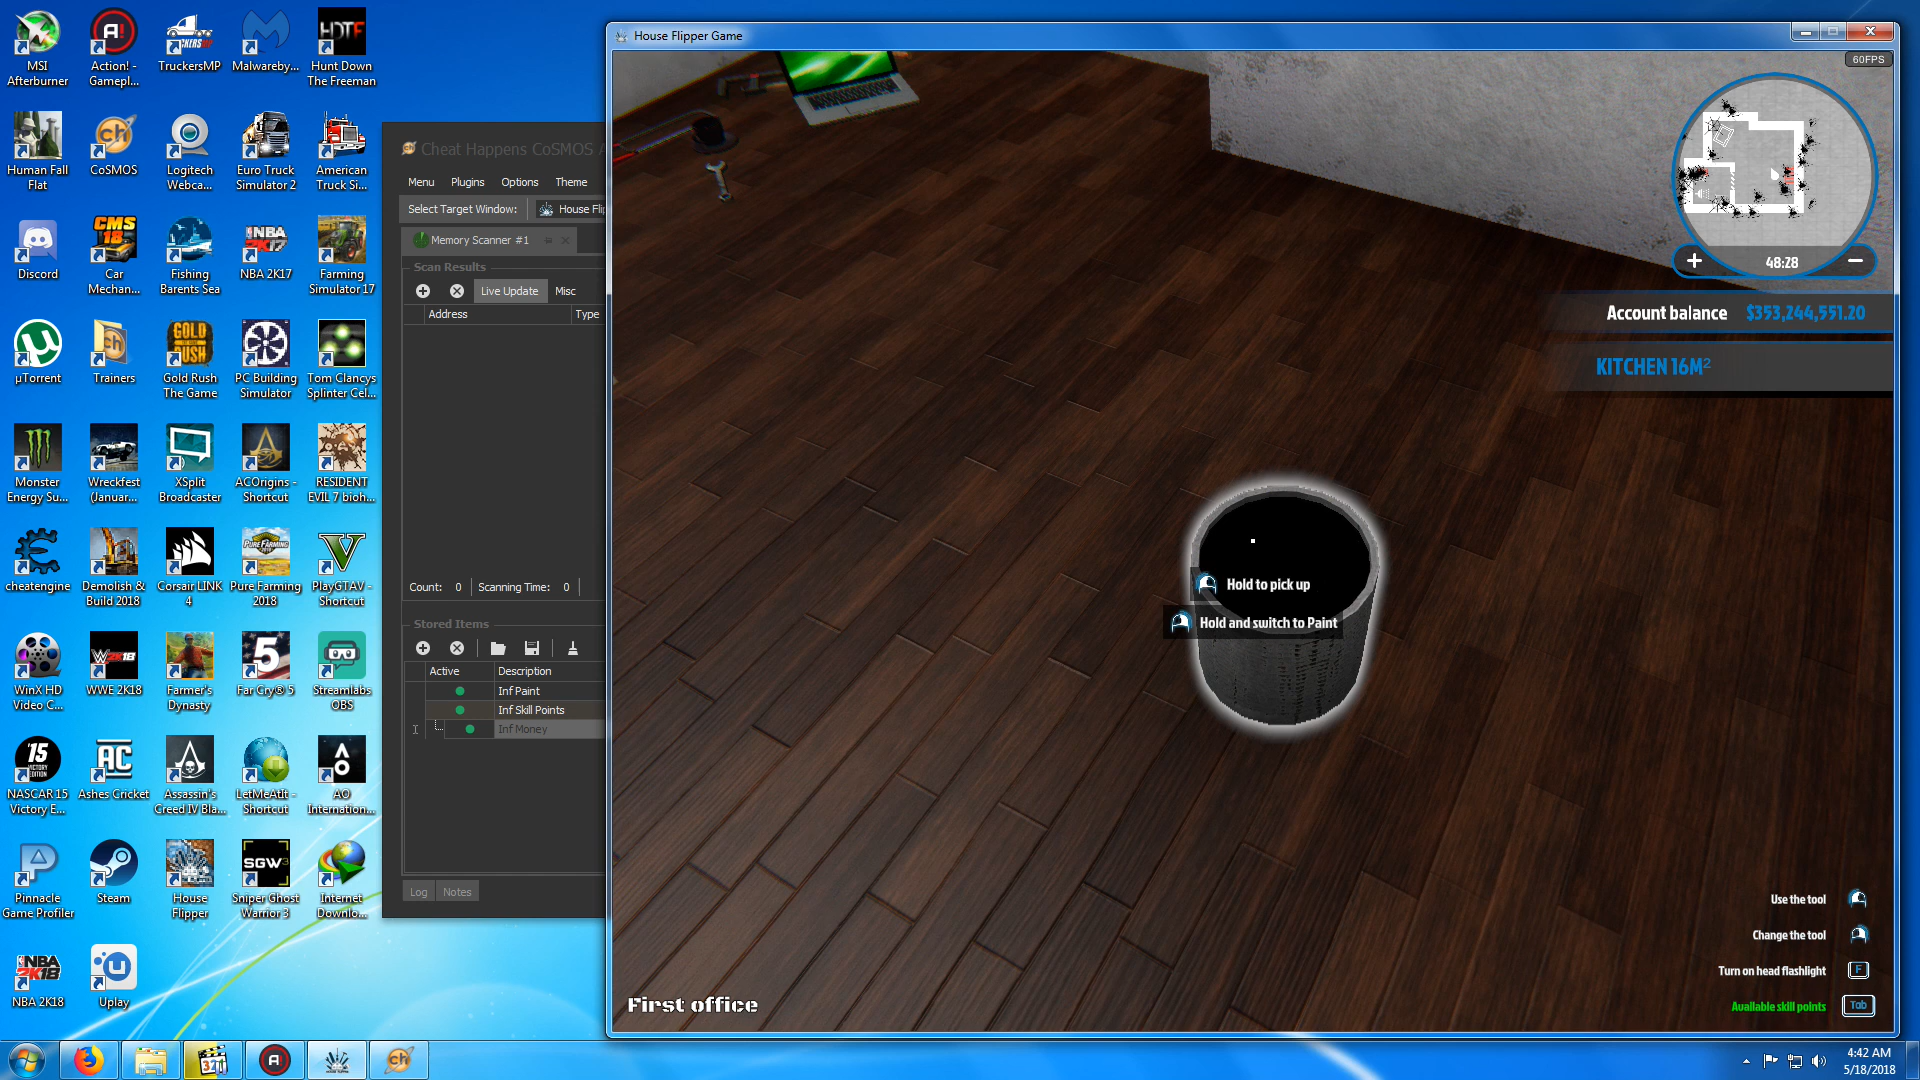 MSI
Afterburner
Action! -
Gamepl...
TruckersMP
Malwareby...
Hunt Down
The Freeman
Human Fall
Flat
CoSMOS
Logitech
Webca...
Euro Truck
Simulator 2
American
Truck Si...
Discord
Car
Mechan...
Fishing
Barents Sea
NBA 2K17
Farming
Simulator 17
µTorrent
Trainers
Gold Rush
The Game
PC Building
Simulator
Tom Clancys
Splinter Cel...
Monster
Energy Su...
Wreckfest
(Januar...
XSplit
Broadcaster
ACOrigins -
Shortcut
RESIDENT
EVIL 7 bioh...
cheatengine
Demolish &
Build 2018
Corsair LINK
4
Pure Farming
2018
PlayGTAV -
Shortcut
WinX HD
Video C...
WWE 2K18
Farmer's
Dynasty
Far Cry® 5
Streamlabs
OBS
NASCAR 15
Victory E...
Ashes Cricket
Assassin's
Creed IV Bla...
LetMeAtIt -
Shortcut
AO
Internation...
Pinnacle
Game Profiler
Steam
House
Flipper
Sniper Ghost
Warrior 3
Internet
Downlo...
NBA 2K18
Uplay
Cheat Happens CoSMOS A
Menu Plugins Options Theme
Select Target Window: House Flip
Memory Scanner #1
Scan Results
Live Update Misc
Address Type
Count: 0 Scanning Time: 0
Stored Items
Active Description
Inf Paint
Inf Skill Points
Inf Money
Log Notes
House Flipper Game
60FPS
+ 48:28 −
Account balance $353,244,551.20
KITCHEN 16M²
Hold to pick up
Hold and switch to Paint
Use the tool
Change the tool
Turn on head flashlight F
Available skill points Tab
First office
4:42 AM
5/18/2018